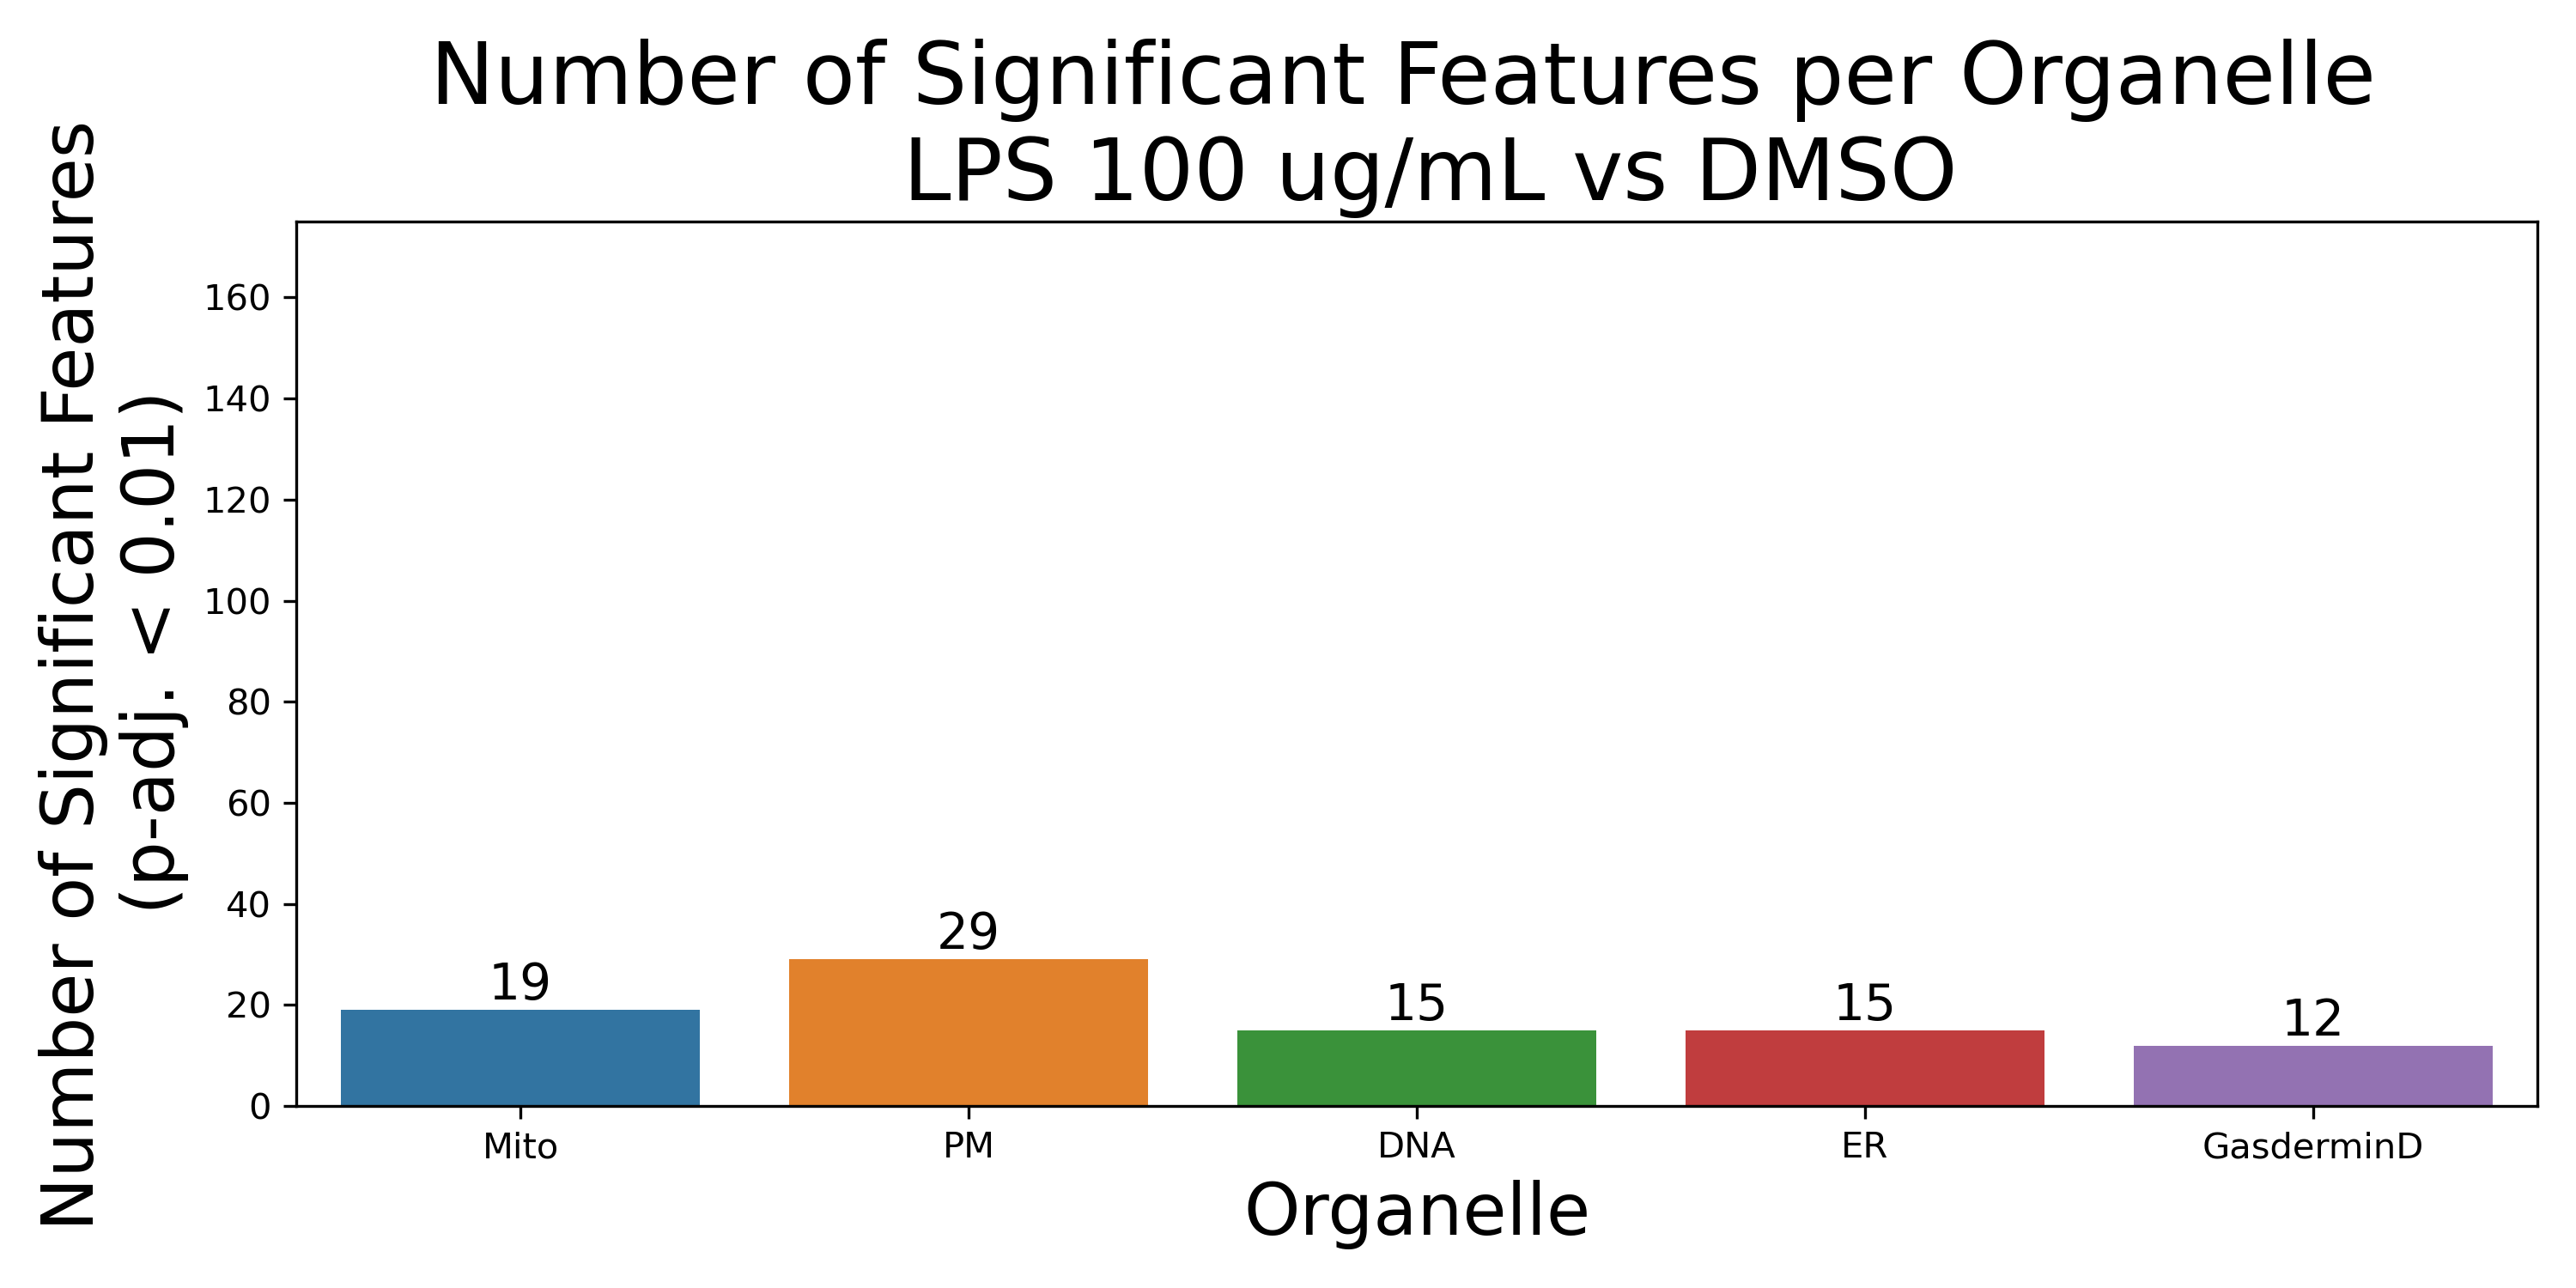 Number of Significant Features per Organelle
LPS 100 ug/mL vs DMSO
Number of Significant Features
(p-adj. < 0.01)
160
140
120
100
80
60
40
20
0
19
29
15
15
12
Mito
PM
DNA
ER
GasderminD
Organelle